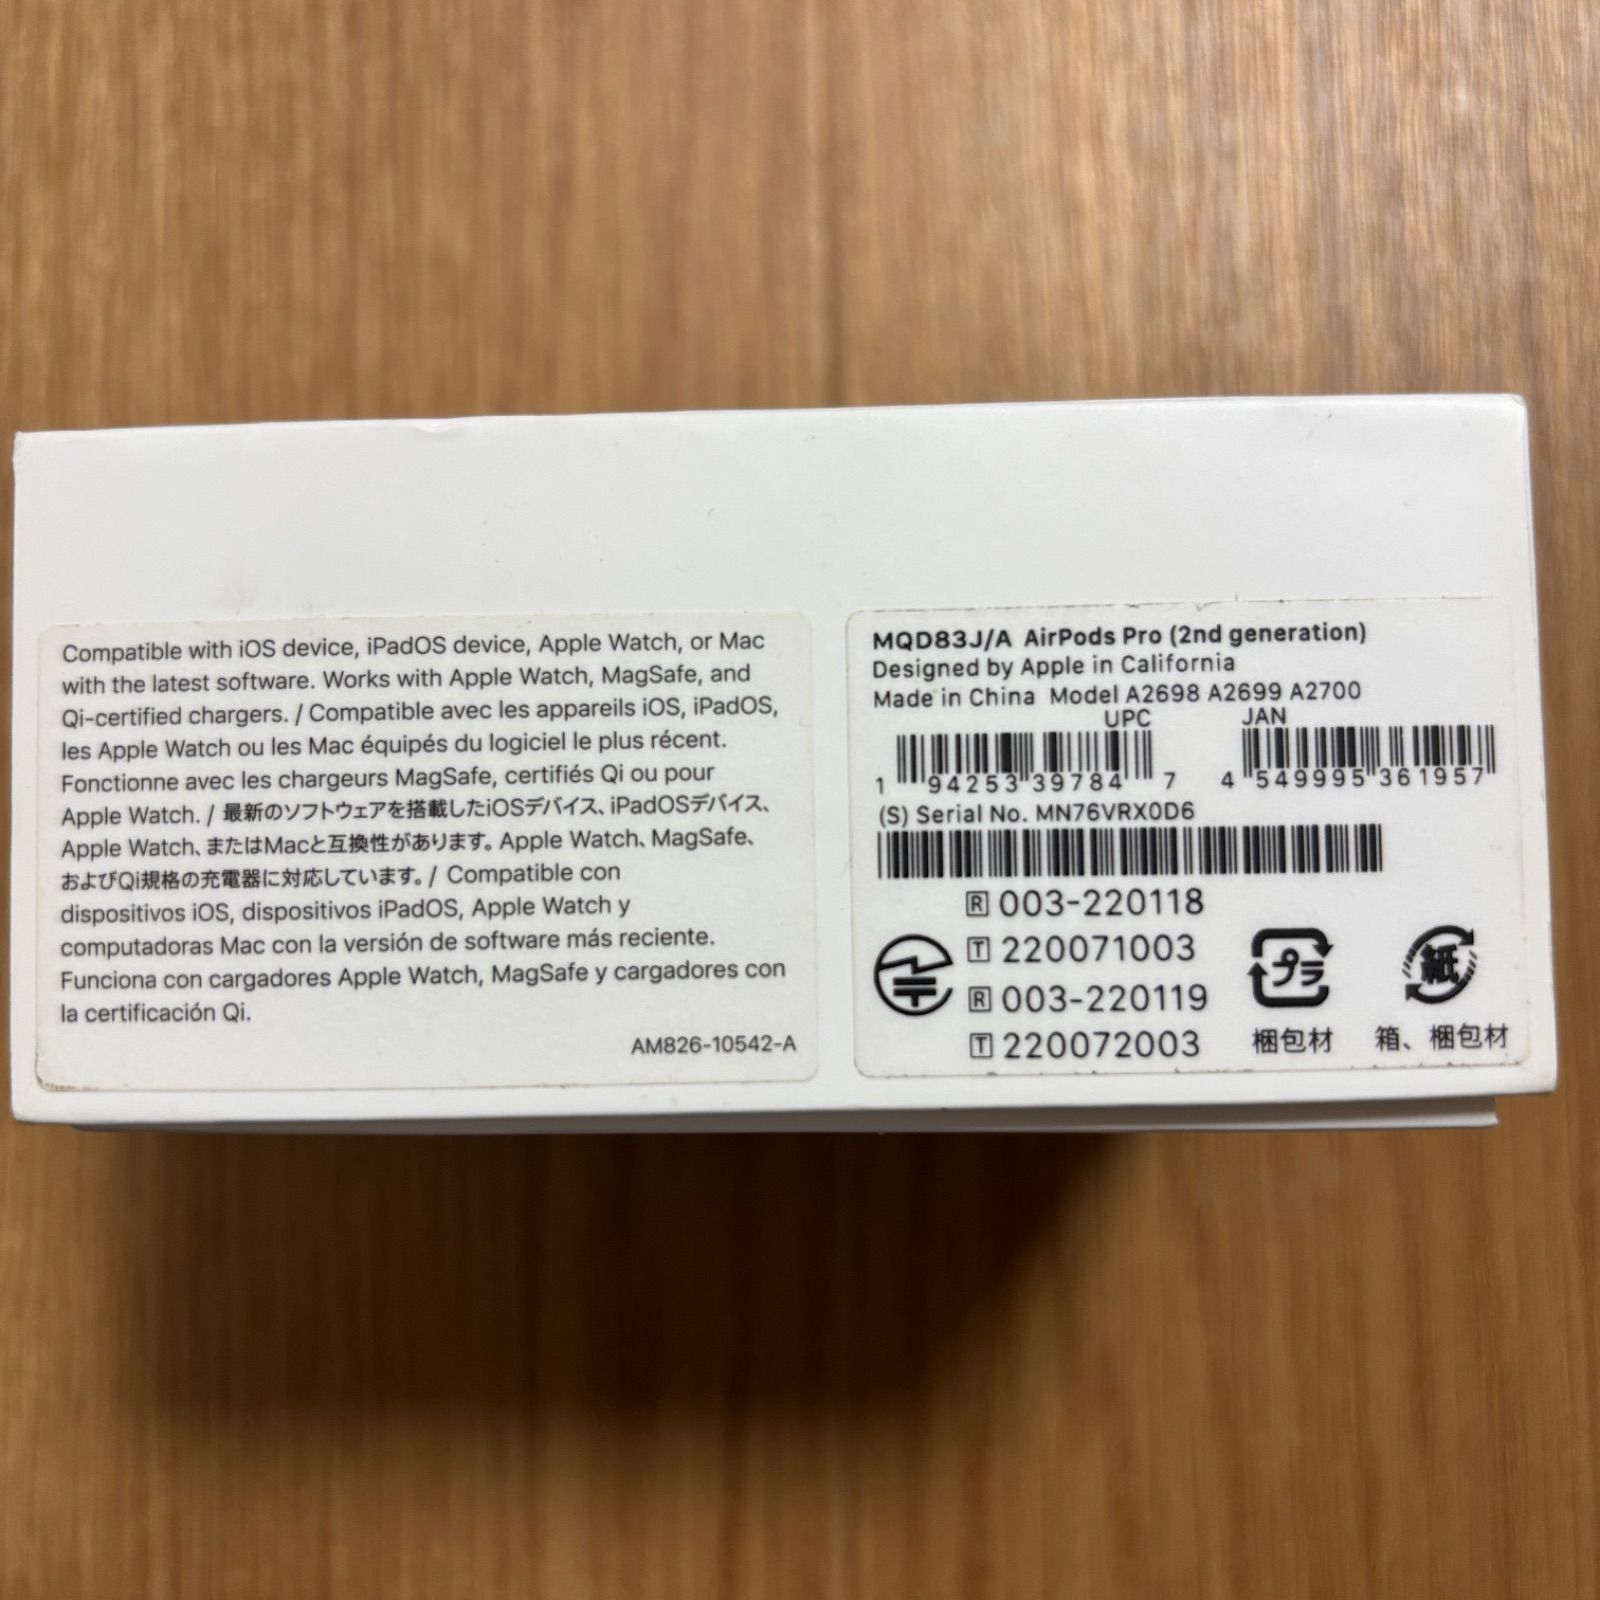 Compatible with iOS device, iPadOS device, Apple Watch, or Mac
with the latest software. Works with Apple Watch, MagSafe, and
Qi-certified chargers. / Compatible avec les appareils iOS, iPadOS,
les Apple Watch ou les Mac équipés du logiciel le plus récent.
Fonctionne avec les chargeurs MagSafe, certifiés Qi ou pour
Apple Watch. / 最新のソフトウェアを搭載したiOSデバイス、iPadOSデバイス、
Apple Watch、またはMacと互換性があります。Apple Watch、MagSafe、
およびQi規格の充電器に対応しています。/ Compatible con
dispositivos iOS, dispositivos iPadOS, Apple Watch y
computadoras Mac con la versión de software más reciente.
Funciona con cargadores Apple Watch, MagSafe y cargadores con
la certificación Qi.
AM826-10542-A
MQD83J/A AirPods Pro (2nd generation)
Designed by Apple in California
Made in China Model A2698 A2699 A2700
UPC JAN
1 94253 39784 7 4 549995 361957
(S) Serial No. MN76VRX0D6
R 003-220118
T 220071003
R 003-220119
T 220072003
プラ
梱包材
紙
箱、梱包材